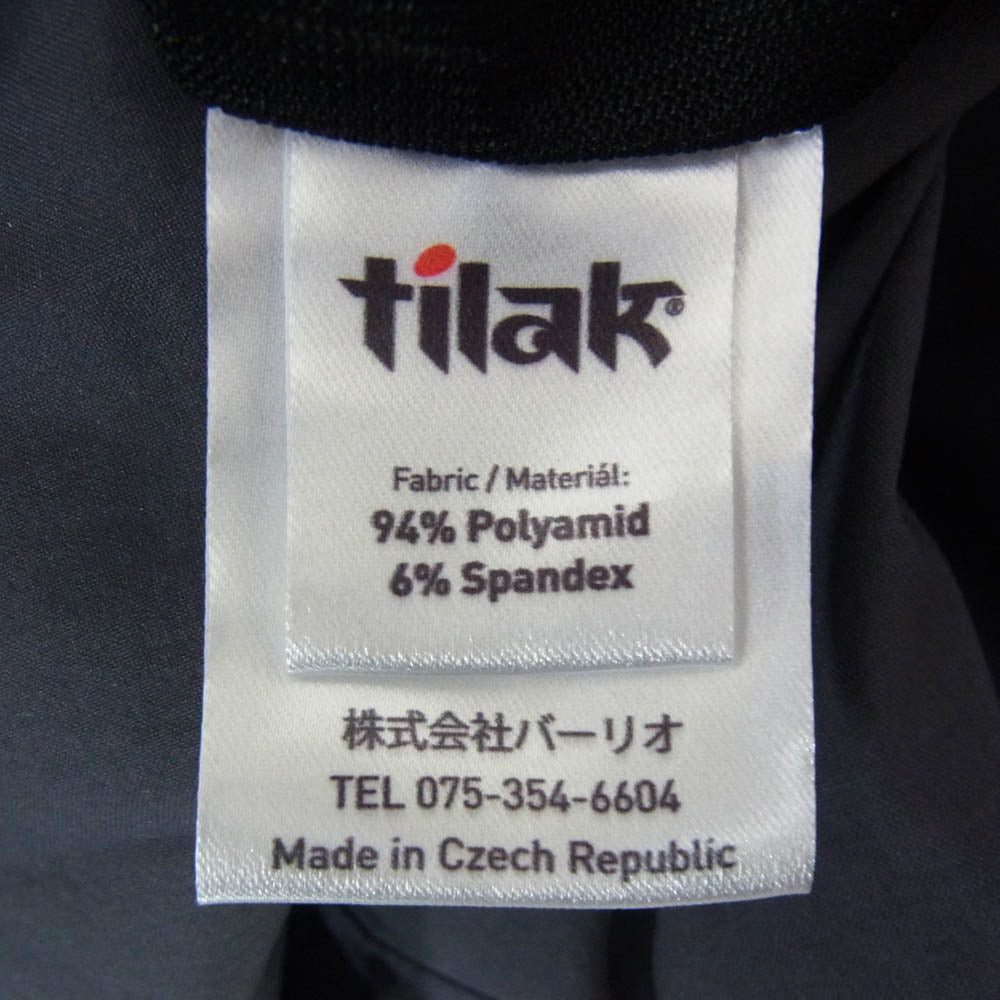 tilak®
Fabric / Materiál:
94% Polyamid
6% Spandex
株式会社バーリオ
TEL 075-354-6604
Made in Czech Republic